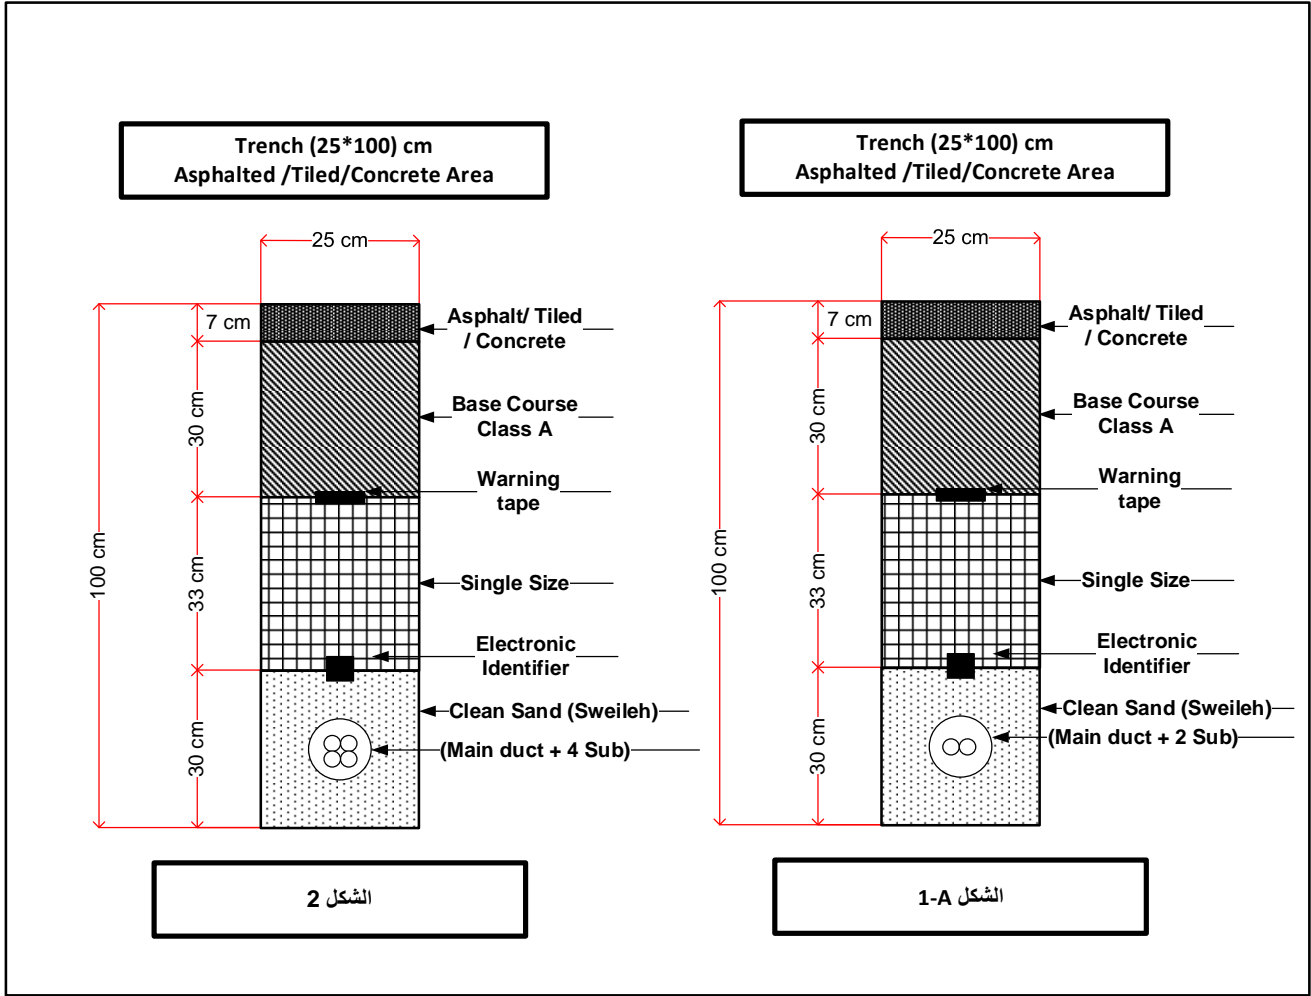 Trench (25*100) cm
Asphalted /Tiled/Concrete Area
25 cm
7 cm
30 cm
33 cm
30 cm
100 cm
Asphalt/ Tiled
/ Concrete
Base Course
Class A
Warning
tape
Single Size
Electronic
Identifier
Clean Sand (Sweileh)
(Main duct + 4 Sub)
الشكل 2
Trench (25*100) cm
Asphalted /Tiled/Concrete Area
25 cm
7 cm
30 cm
33 cm
30 cm
100 cm
Asphalt/ Tiled
/ Concrete
Base Course
Class A
Warning
tape
Single Size
Electronic
Identifier
Clean Sand (Sweileh)
(Main duct + 2 Sub)
الشكل 1-A